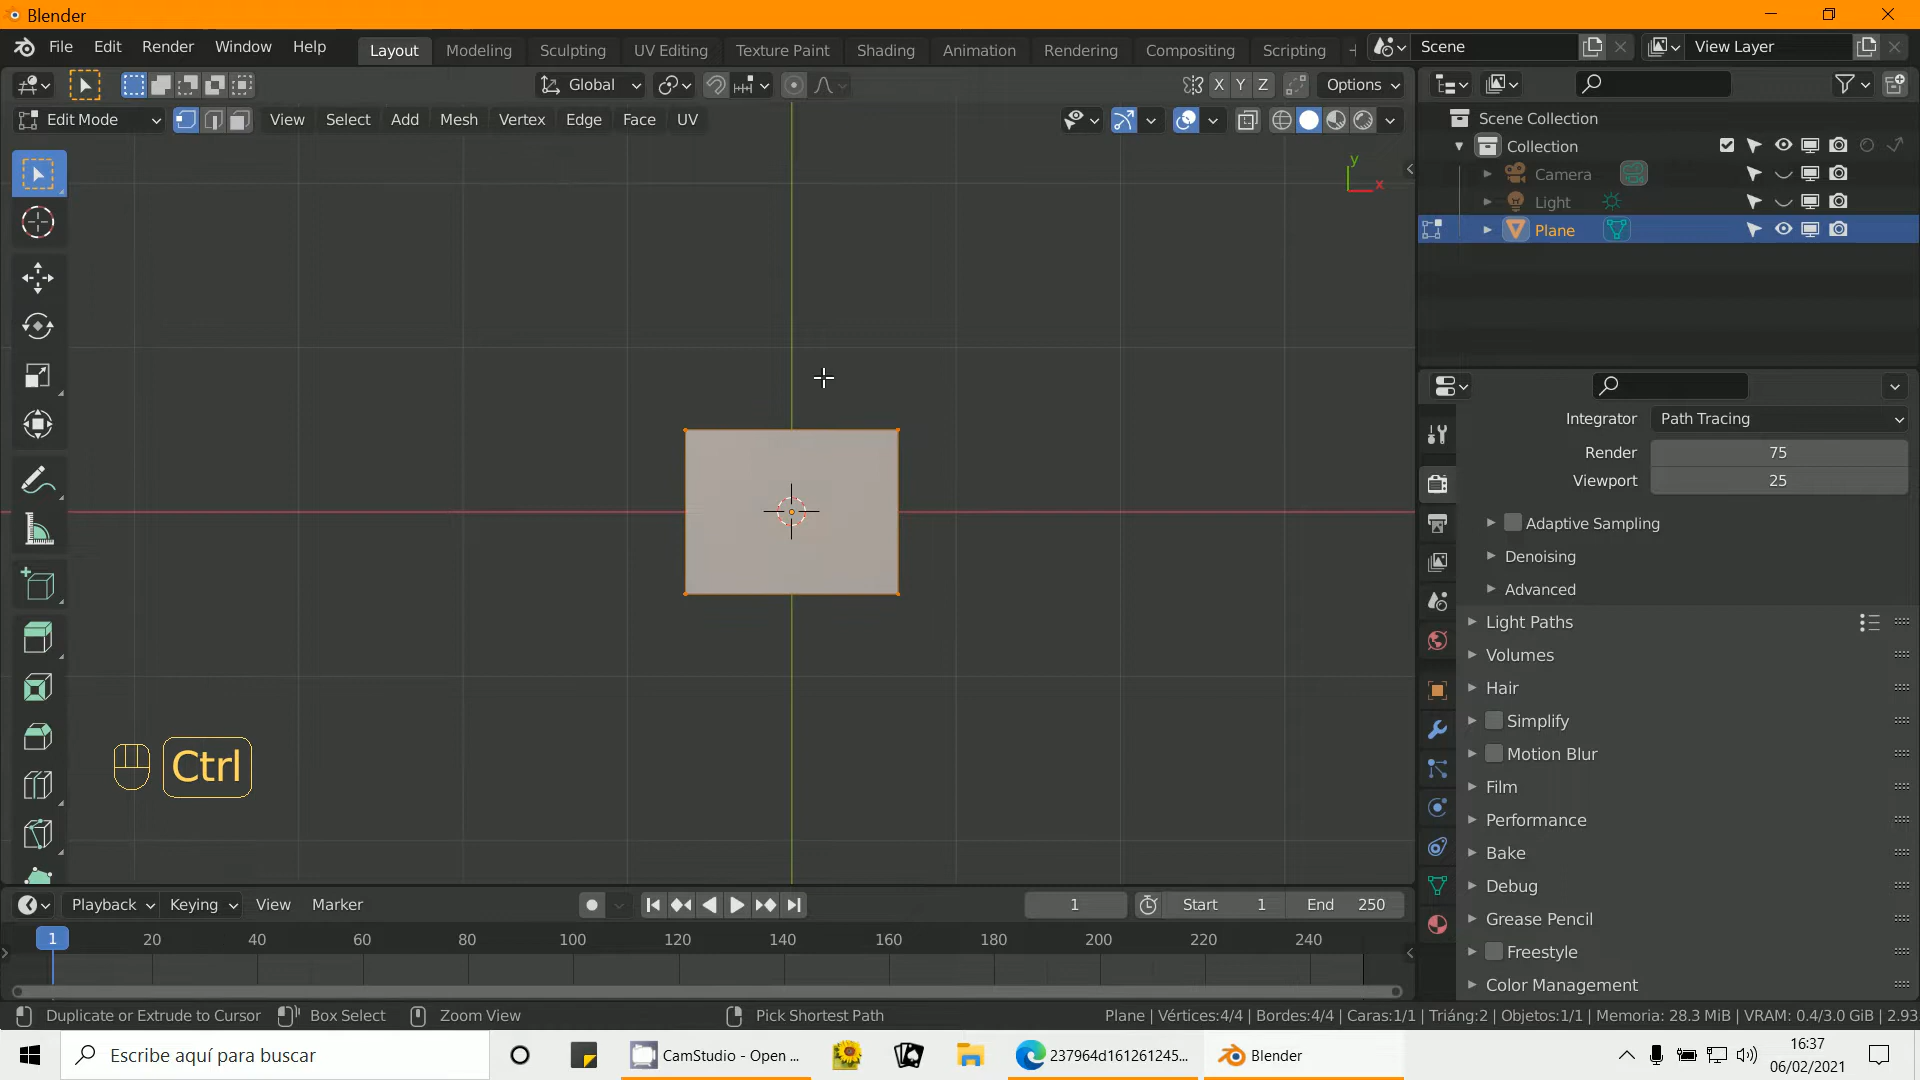 Blender
File Edit Render Window Help
Layout Modeling Sculpting UV Editing Texture Paint Shading Animation Rendering Compositing Scripting
Scene View Layer
Global X Y Z Options
Edit Mode View Select Add Mesh Vertex Edge Face UV
y
x
Ctrl
Scene Collection
Collection
Camera
Light
Plane
Integrator Path Tracing
Render 75
Viewport 25
Adaptive Sampling
Denoising
Advanced
Light Paths
Volumes
Hair
Simplify
Motion Blur
Film
Performance
Bake
Debug
Grease Pencil
Freestyle
Color Management
Playback Keying View Marker 1 Start 1 End 250
1 20 40 60 80 100 120 140 160 180 200 220 240
Duplicate or Extrude to Cursor Box Select Zoom View Pick Shortest Path Plane | Vértices:4/4 | Bordes:4/4 | Caras:1/1 | Triáng:2 | Objetos:1/1 | Memoria: 28.3 MiB | VRAM: 0.4/3.0 GiB | 2.93
Escribe aquí para buscar CamStudio - Open ... 237964d161261245... Blender 16:37
06/02/2021